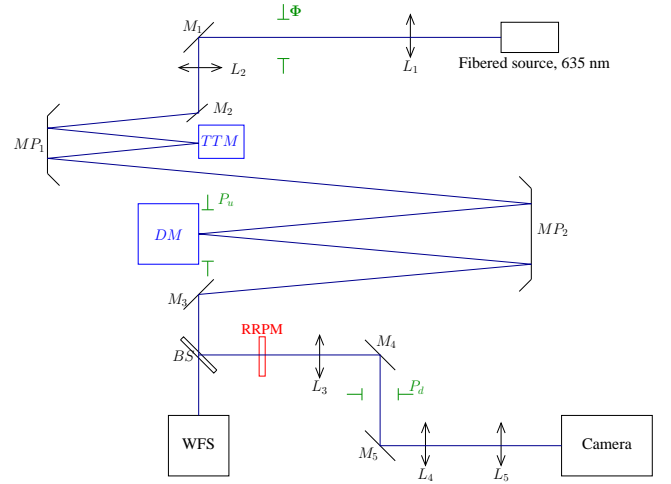 M1
Φ
L1
Fibered source, 635 nm
L2
M2
MP1
TTM
Pu
DM
MP2
M3
RRPM
M4
BS
L3
Pd
WFS
M5
L4
L5
Camera